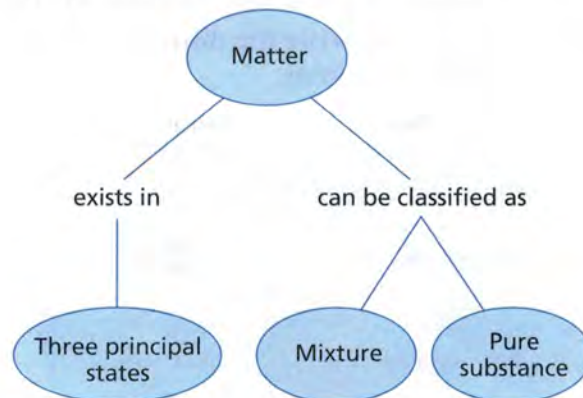 Matter
exists in
can be classified as
Three principal
states
Mixture
Pure
substance